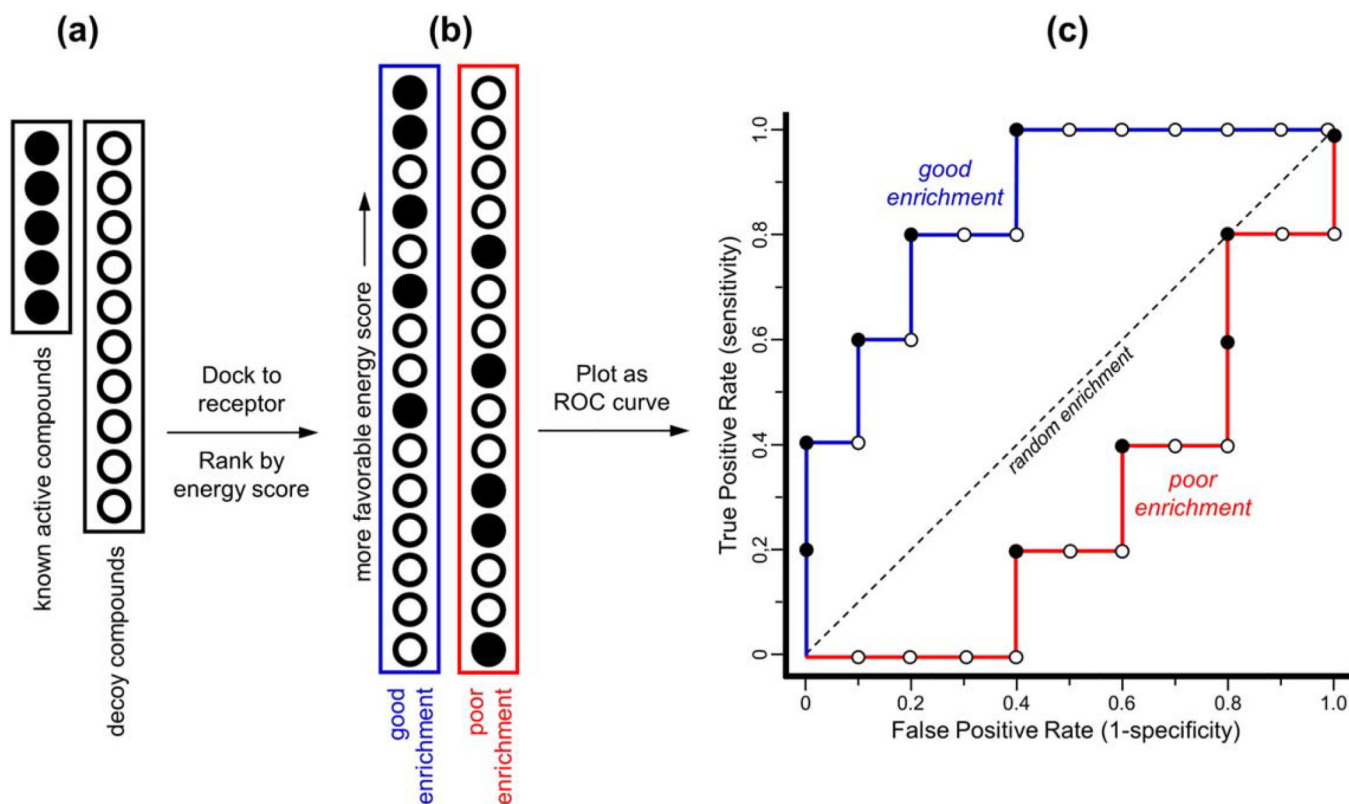 (a)
known active compounds
decoy compounds
Dock to
receptor
Rank by
energy score
(b)
more favorable energy score
good
enrichment
poor
enrichment
Plot as
ROC curve
(c)
True Positive Rate (sensitivity)
1.0
0.8
0.6
0.4
0.2
0
good
enrichment
random enrichment
poor
enrichment
0
0.2
0.4
0.6
0.8
1.0
False Positive Rate (1-specificity)